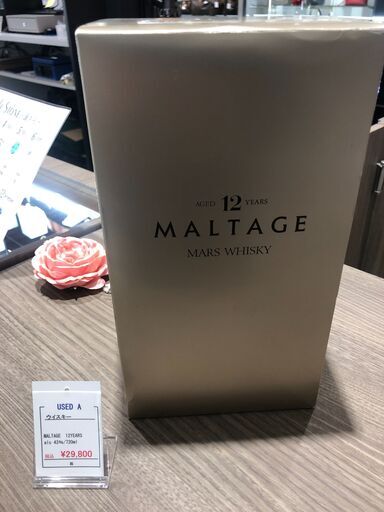 AGED 12 YEARS
MALTAGE
MARS WHISKY
USED A
ウイスキー
MALTAGE 12YEARS
alc 43%/720ml
税込 ¥29,800